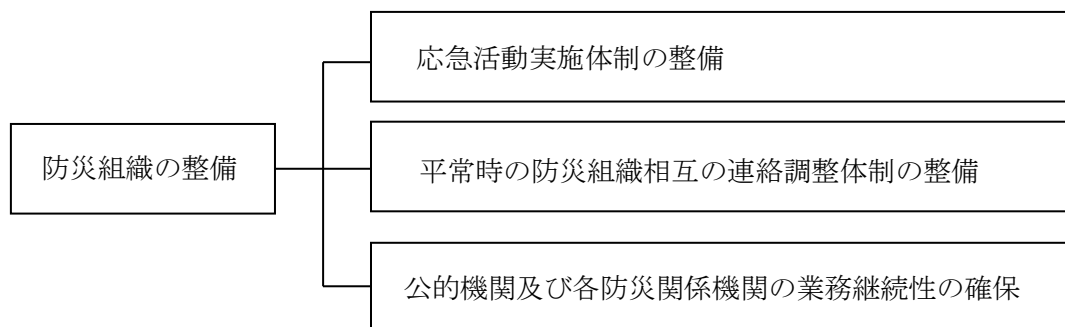 防災組織の整備
応急活動実施体制の整備
平常時の防災組織相互の連絡調整体制の整備
公的機関及び各防災関係機関の業務継続性の確保